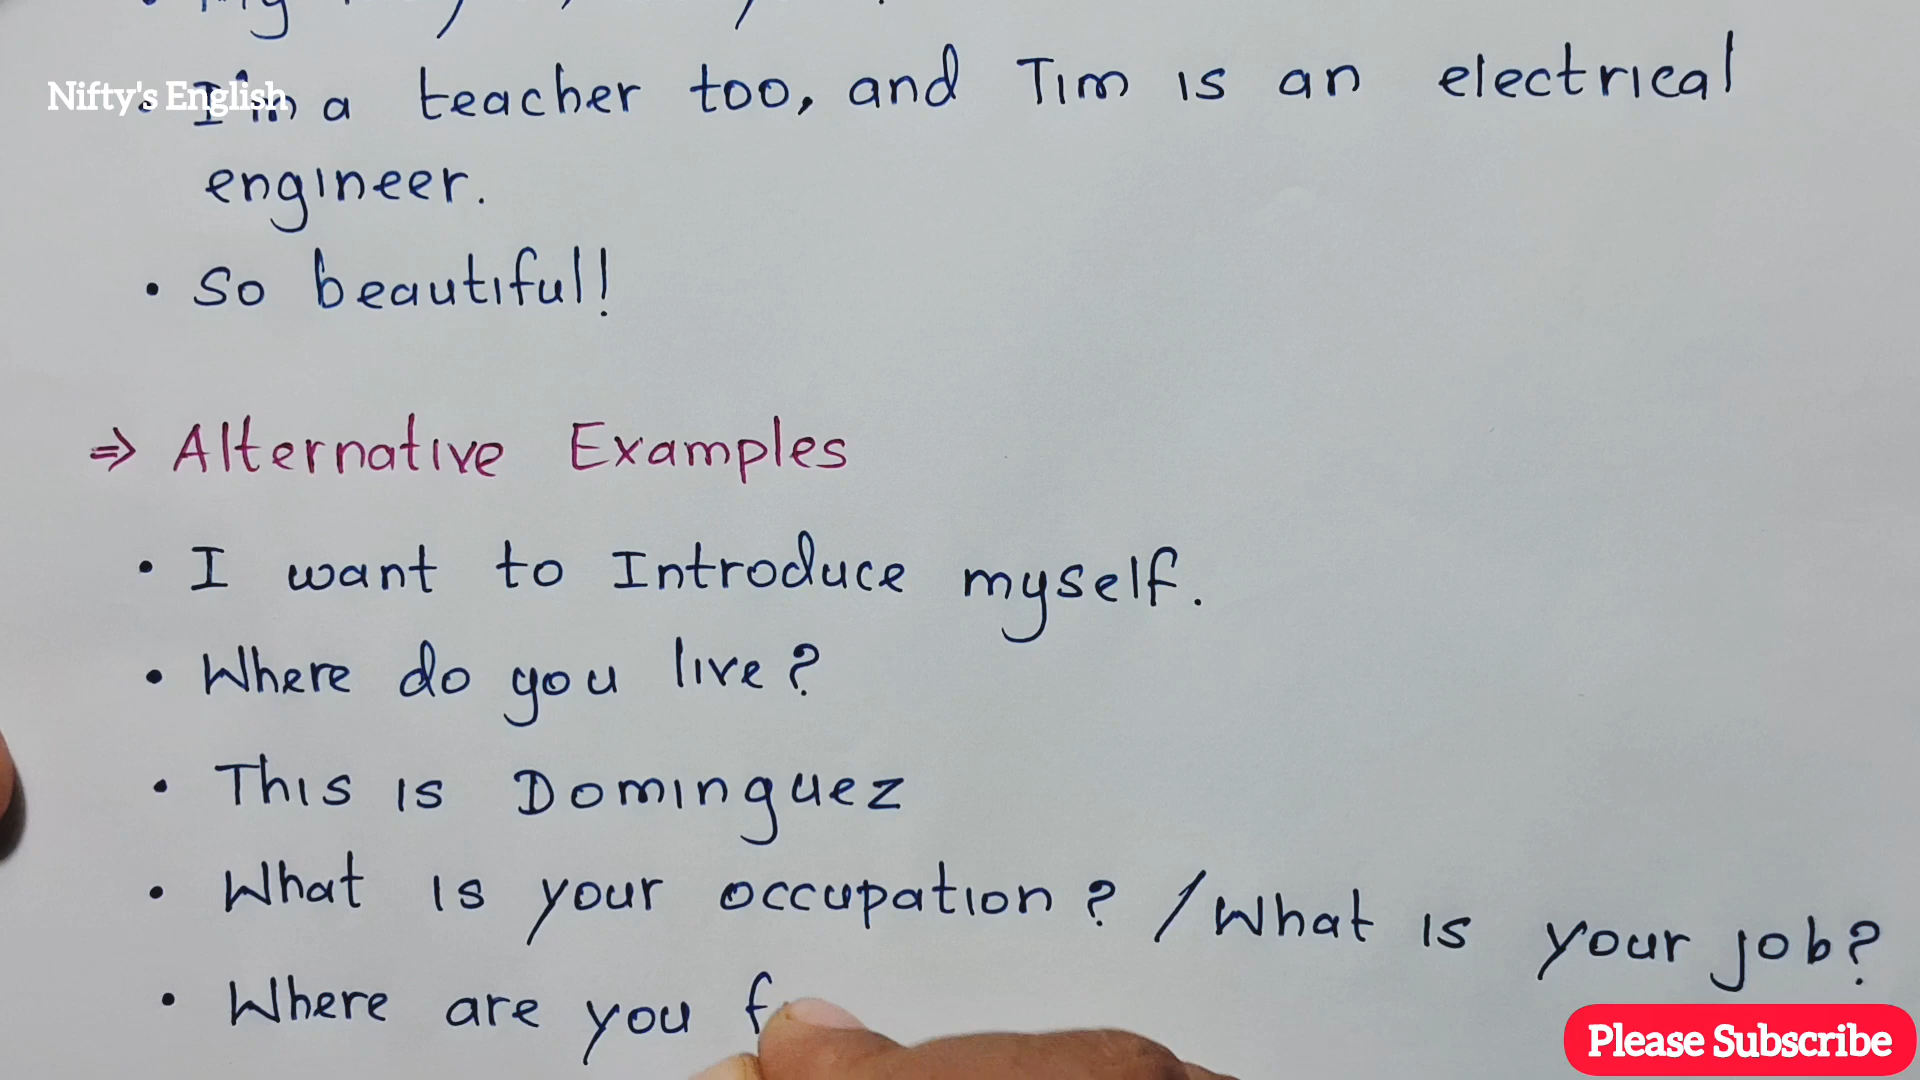 Nifty's English
• I'm a teacher too, and Tim is an electrical
engineer.
• So beautiful!
⇒ Alternative Examples
• I want to Introduce myself.
• Where do you live?
• This is Dominguez
• What is your occupation? / What is your job?
• Where are you f
Please Subscribe